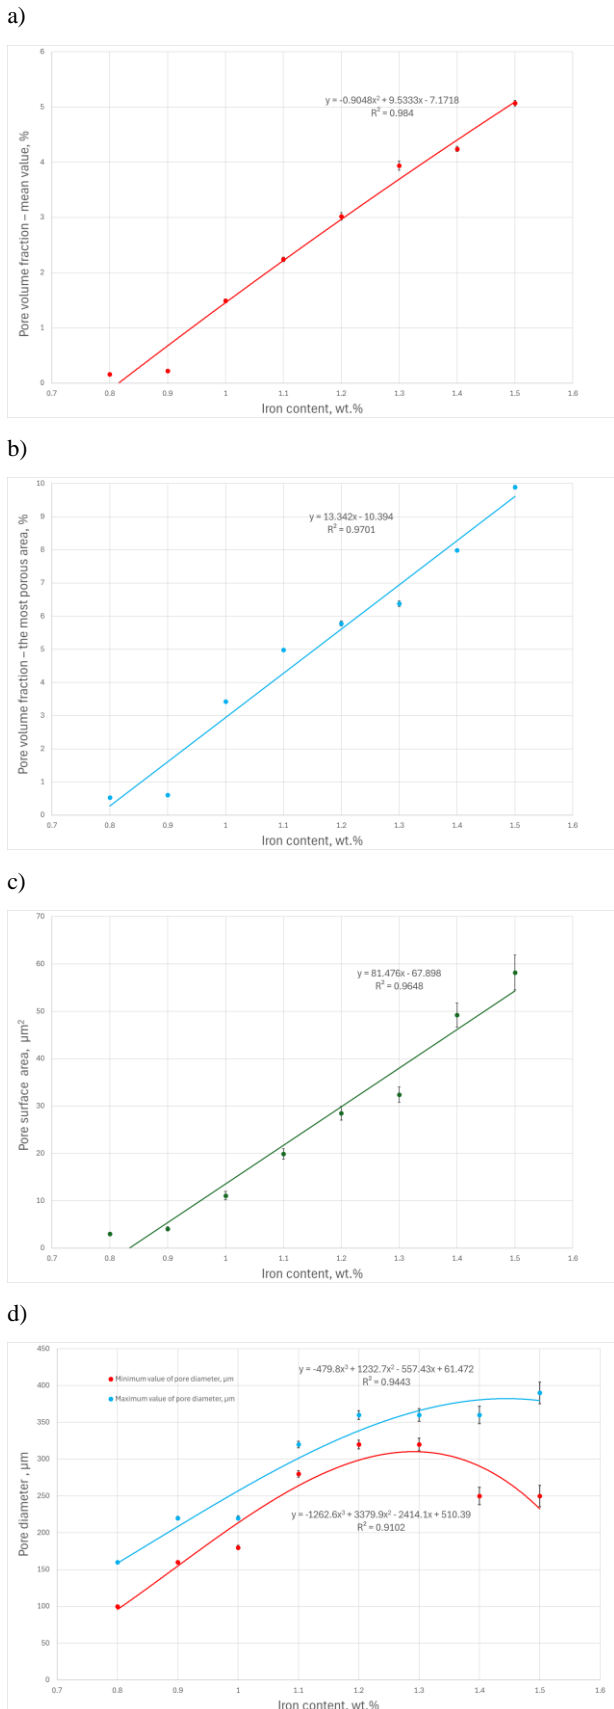 a)
6
5
4
3
2
1
0
0.7 0.8 0.9 1 1.1 1.2 1.3 1.4 1.5 1.6
Pore volume fraction – mean value, %
Iron content, wt.%
y = -0.9048x² + 9.5333x - 7.1718
R² = 0.984
b)
10
9
8
7
6
5
4
3
2
1
0
0.7 0.8 0.9 1 1.1 1.2 1.3 1.4 1.5 1.6
Pore volume fraction – the most porous area, %
Iron content, wt.%
y = 13.342x - 10.394
R² = 0.9701
c)
70
60
50
40
30
20
10
0
0.7 0.8 0.9 1 1.1 1.2 1.3 1.4 1.5 1.6
Pore surface area, µm²
Iron content, wt.%
y = 81.476x - 67.898
R² = 0.9648
d)
450
400
350
300
250
200
150
100
50
0
0.7 0.8 0.9 1 1.1 1.2 1.3 1.4 1.5 1.6
Pore diameter , µm
Iron content, wt.%
Minimum value of pore diameter, µm
Maximum value of pore diameter, µm
y = -479.8x³ + 1232.7x² - 557.43x + 61.472
R² = 0.9443
y = -1262.6x³ + 3379.9x² - 2414.1x + 510.39
R² = 0.9102